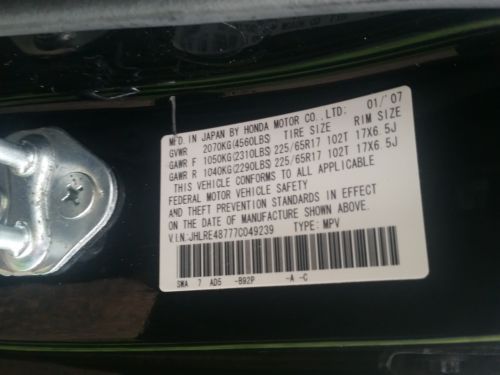 MFD. IN JAPAN BY HONDA MOTOR CO.,LTD: 01/'07
GVWR 2070KG(4560LBS) TIRE SIZE RIM SIZE
GAWR F 1050KG(2310LBS) 225/65R17 102T 17X6.5J
GAWR R 1040KG(2290LBS) 225/65R17 102T 17X6.5J
THIS VEHICLE CONFORMS TO ALL APPLICABLE
FEDERAL MOTOR VEHICLE SAFETY
AND THEFT PREVENTION STANDARDS IN EFFECT
ON THE DATE OF MANUFACTURE SHOWN ABOVE.
V.I.N:JHLRE48777C049239 TYPE: MPV
SWA 7 AD5 -B92P -A -C